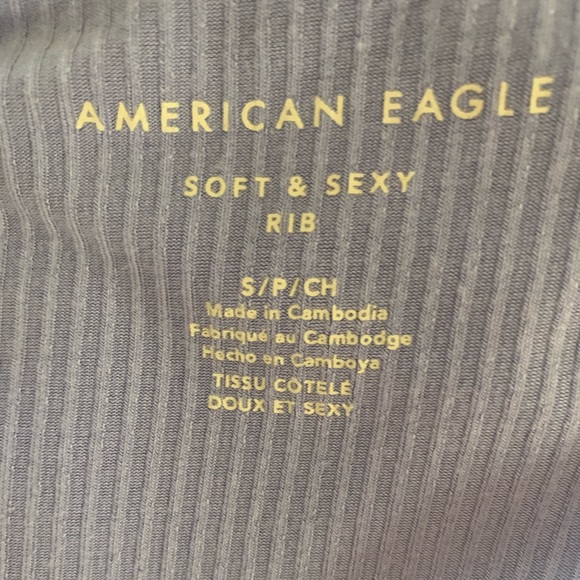 AMERICAN EAGLE
SOFT & SEXY
RIB
S/P/CH
Made in Cambodia
Fabriqué au Cambodge
Hecho en Camboya
TISSU CÔTELÉ
DOUX ET SEXY